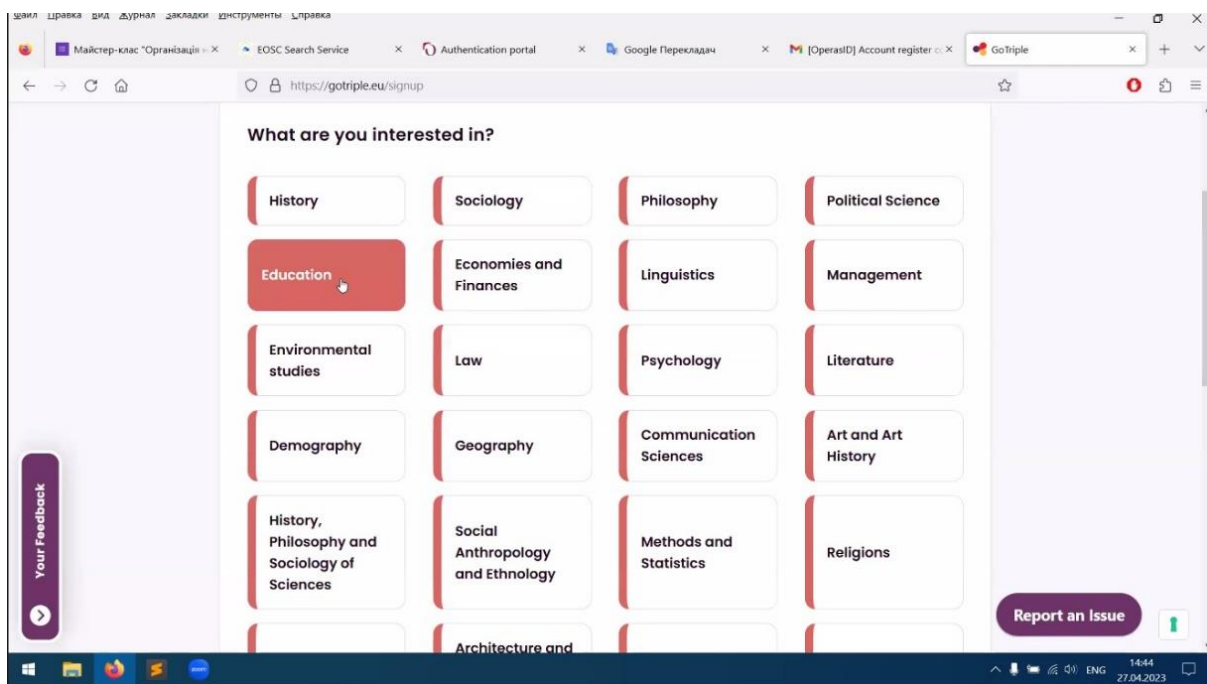 Файл Правка Вид Журнал Закладки Инструменты Справка
Майстер-клас "Організація
EOSC Search Service
Authentication portal
Google Перекладач
[OperasID] Account register
GoTriple
https://gotriple.eu/signup
What are you interested in?
History
Sociology
Philosophy
Political Science
Education
Economies and
Finances
Linguistics
Management
Environmental
studies
Law
Psychology
Literature
Demography
Geography
Communication
Sciences
Art and Art
History
History,
Philosophy and
Sociology of
Sciences
Social
Anthropology
and Ethnology
Methods and
Statistics
Religions
Architecture and
Your Feedback
Report an Issue
zoom
ENG
14:44
27.04.2023